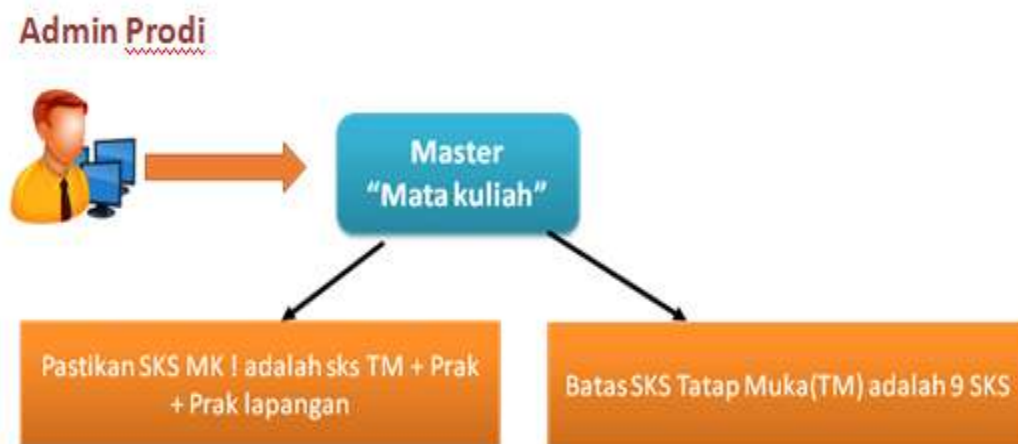 Admin Prodi
Master
“Mata kuliah”
Pastikan SKS MK ! adalah sks TM + Prak
+ Prak lapangan
Batas SKS Tatap Muka(TM) adalah 9 SKS